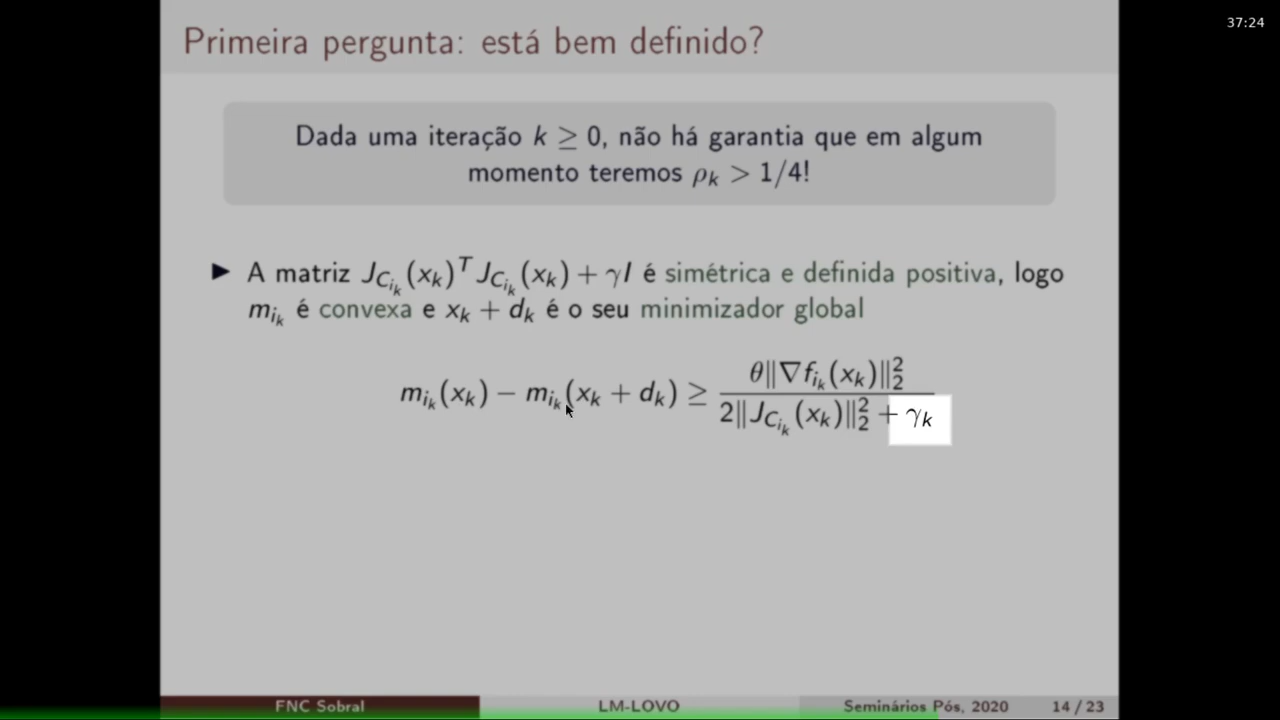 37:24
Primeira pergunta: está bem definido?
Dada uma iteração k ≥ 0, não há garantia que em algum
momento teremos ρ_k > 1/4!
▶ A matriz J_{C_{i_k}}(x_k)^T J_{C_{i_k}}(x_k) + γI é simétrica e definida positiva, logo
m_{i_k} é convexa e x_k + d_k é o seu minimizador global
m_{i_k}(x_k) − m_{i_k}(x_k + d_k) ≥ θ‖∇f_{i_k}(x_k)‖_2^2 / 2‖J_{C_{i_k}}(x_k)‖_2^2 + γ_k
FNC Sobral LM-LOVO Seminários Pós, 2020 14 / 23